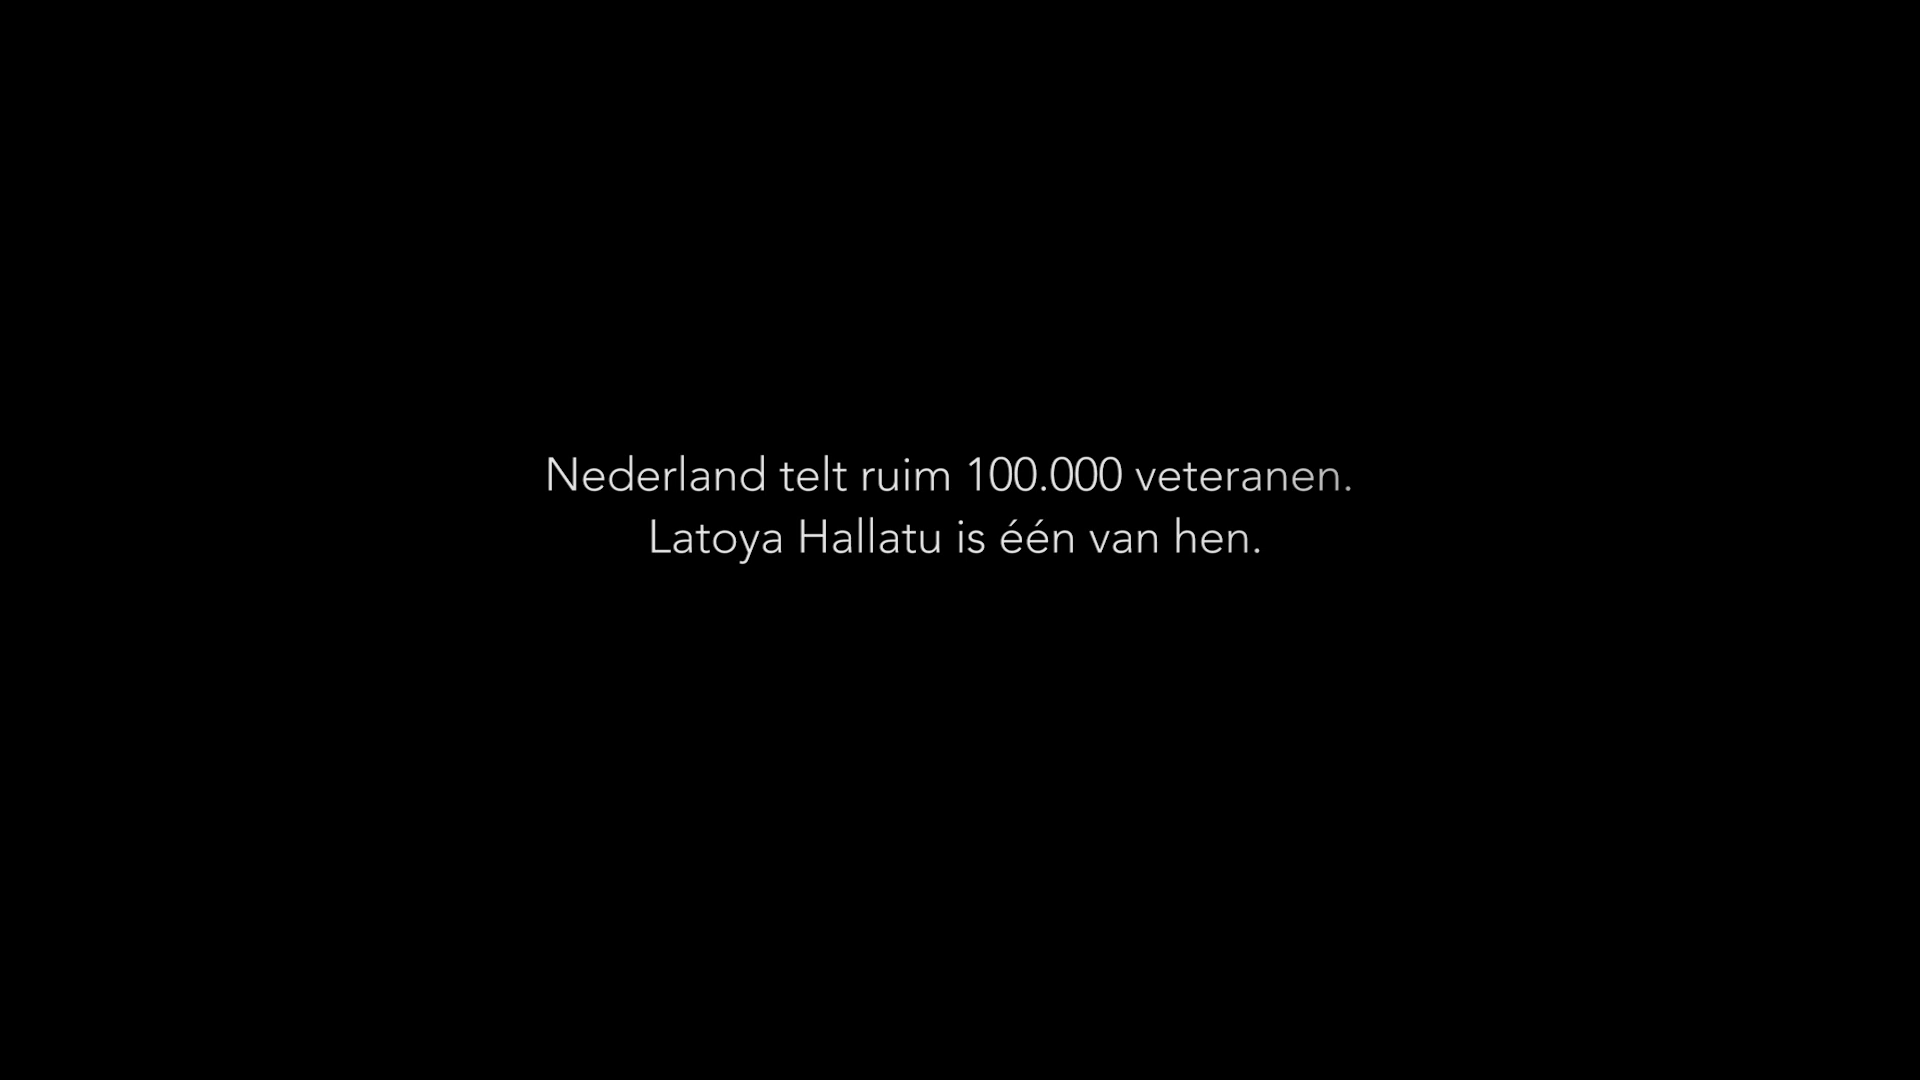 Nederland telt ruim 100.000 veteranen.
Latoya Hallatu is één van hen.